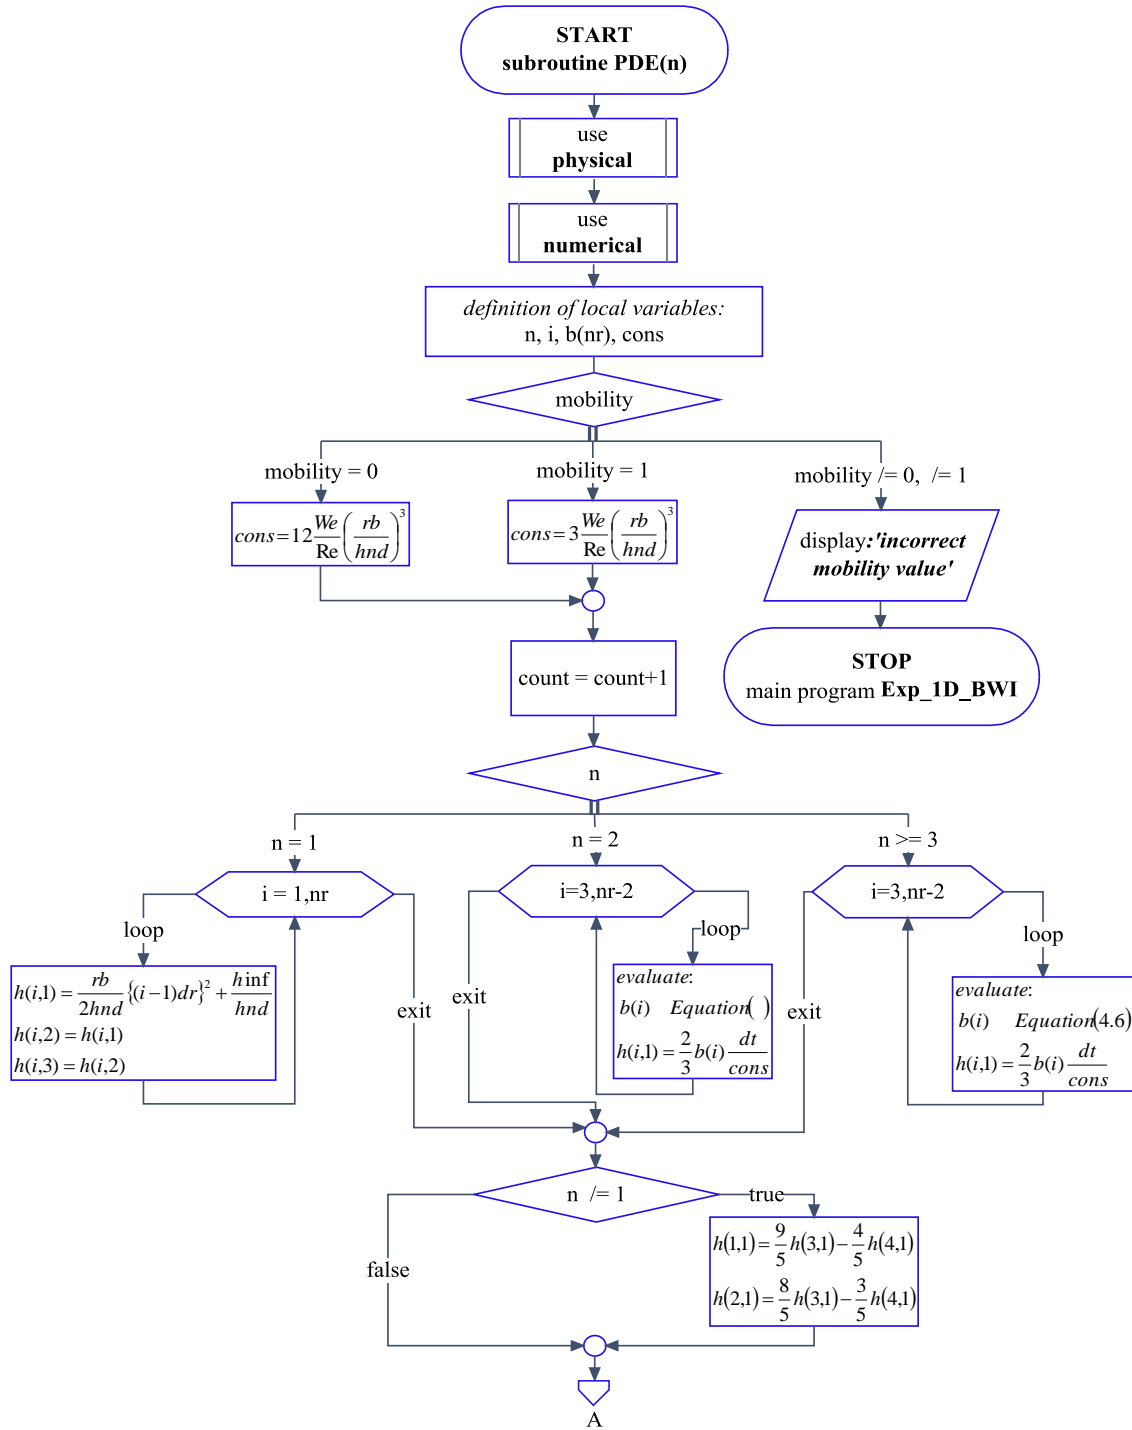 START
subroutine PDE(n)
use
physical
use
numerical
definition of local variables:
n, i, b(nr), cons
mobility
mobility = 0
mobility = 1
mobility /= 0, /= 1
cons=12 We/Re (rb/hnd)^3
cons=3 We/Re (rb/hnd)^3
display:'incorrect
mobility value'
count = count+1
STOP
main program Exp_1D_BWI
n
n = 1
n = 2
n >= 3
i = 1,nr
i=3,nr-2
i=3,nr-2
loop
loop
loop
h(i,1) = rb/2hnd {(i−1)dr}^2 + hinf/hnd
h(i,2) = h(i,1)
h(i,3) = h(i,2)
exit
exit
evaluate:
b(i) Equation( )
h(i,1) = 2/3 b(i) dt/cons
exit
evaluate:
b(i) Equation(4.6)
h(i,1) = 2/3 b(i) dt/cons
n /= 1
true
false
h(1,1) = 9/5 h(3,1) − 4/5 h(4,1)
h(2,1) = 8/5 h(3,1) − 3/5 h(4,1)
A